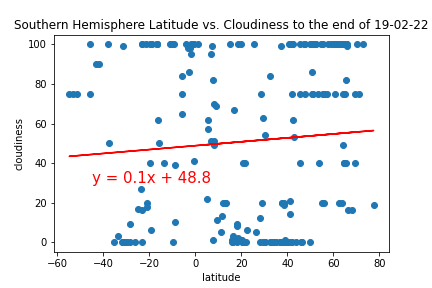 Southern Hemisphere Latitude vs. Cloudiness to the end of 19-02-22
100
80
60
40
20
0
cloudiness
y = 0.1x + 48.8
−60 −40 −20 0 20 40 60 80
latitude